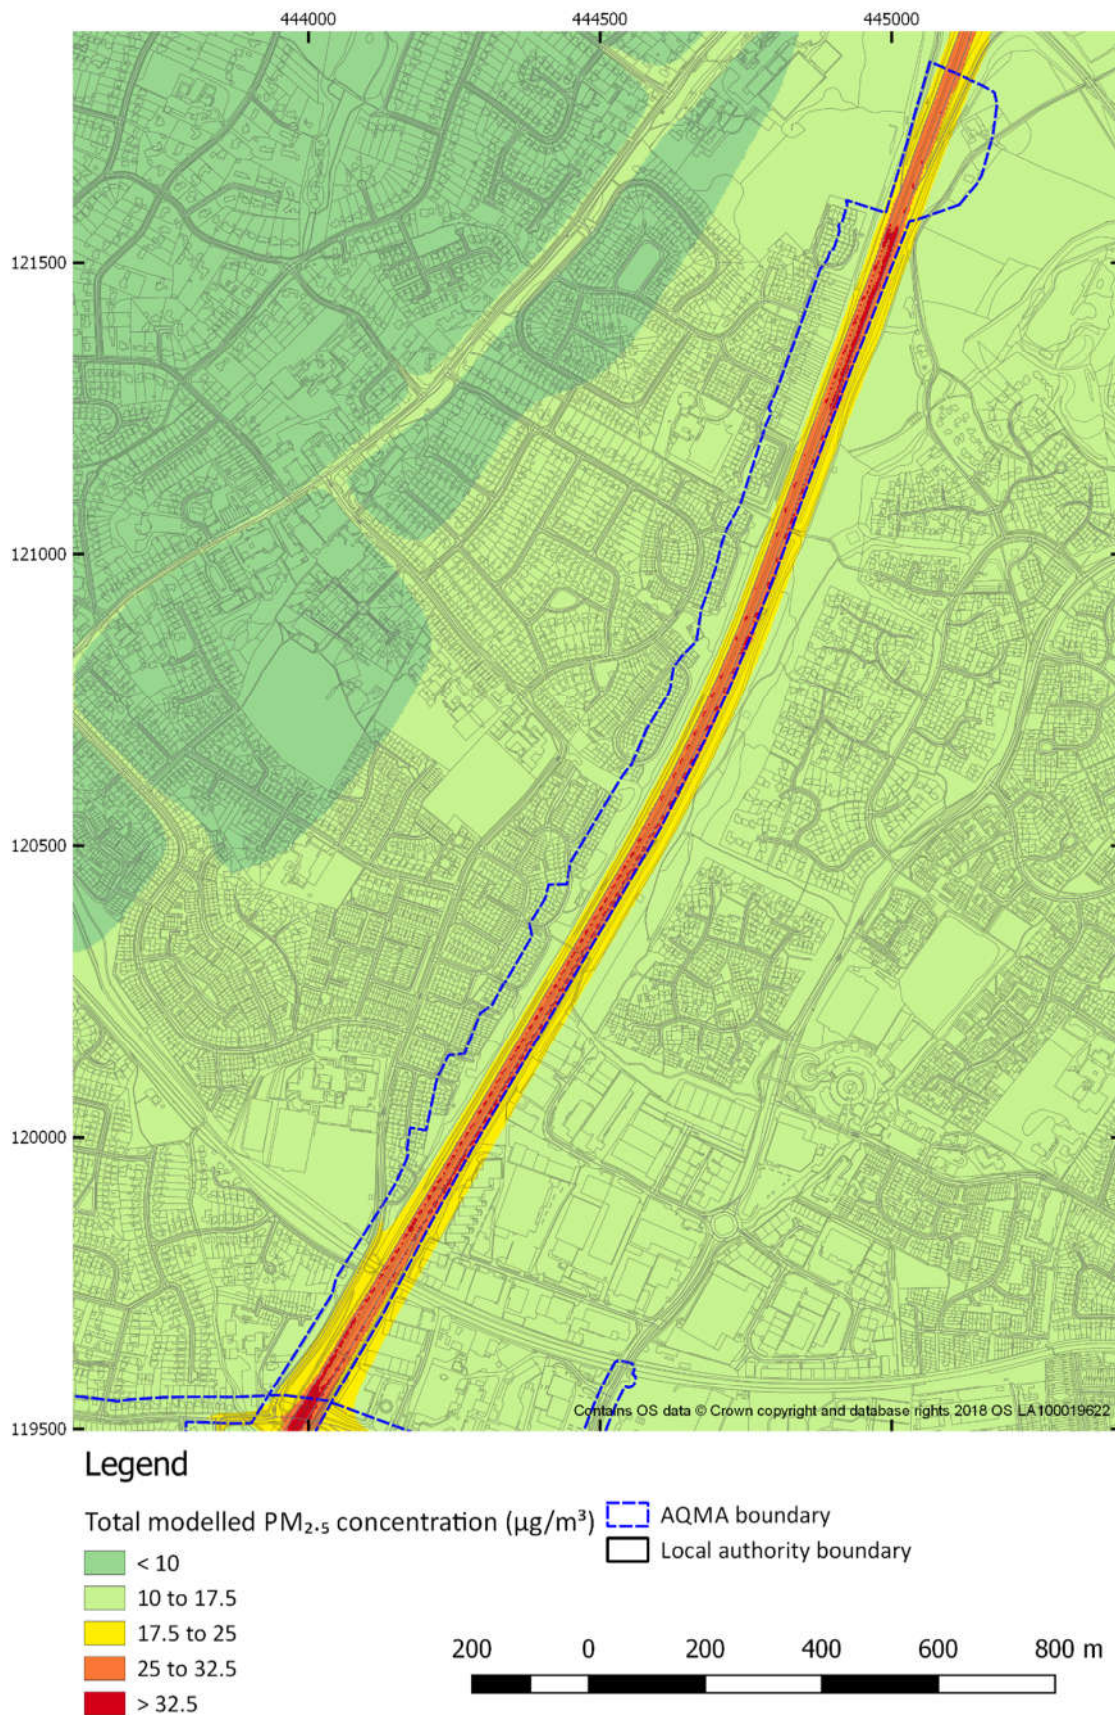 444000 444500 445000
121500
121000
120500
120000
119500
Contains OS data © Crown copyright and database rights 2018 OS LA100019622
Legend
Total modelled PM₂.₅ concentration (µg/m³)
< 10
10 to 17.5
17.5 to 25
25 to 32.5
> 32.5
AQMA boundary
Local authority boundary
200 0 200 400 600 800 m